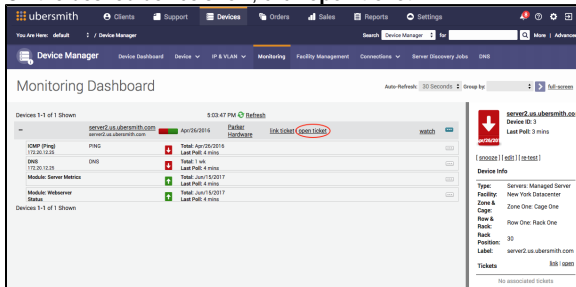 ubersmith
Clients
Support
Devices
Orders
Sales
Reports
Settings
You Are Here: default / Device Manager
Search Device Manager for
More | Advanced
Device Manager
Device Dashboard
Device
IP & VLAN
Monitoring
Facility Management
Connections
Server Discovery Jobs
DNS
Monitoring Dashboard
Auto-Refresh: 30 Seconds Group by:
full-screen
Devices 1-1 of 1 Shown
5:03:47 PM Refresh
server2.us.ubersmith.com
server2.us.ubersmith.com
Apr/26/2016
Parker Hardware
link ticket open ticket
watch
ICMP (Ping)
172.20.12.25
PING
Total: Apr/26/2016
Last Poll: 4 mins
DNS
172.20.12.25
DNS
Total: 1 wk
Last Poll: 4 mins
Module: Server Metrics
Total: Jun/15/2017
Last Poll: 4 mins
Module: Webserver Status
Total: Jun/15/2017
Last Poll: 4 mins
Devices 1-1 of 1 Shown
server2.us.ubersmith.co
Device ID: 3
Last Poll: 3 mins
[ snooze ] [ edit ] [ re-test ]
Device Info
Type: Servers: Managed Server
Facility: New York Datacenter
Zone & Cage: Zone One: Cage One
Row & Rack: Row One: Rack One
Rack Position: 30
Label: server2.us.ubersmith.com
Tickets link | open
No associated tickets